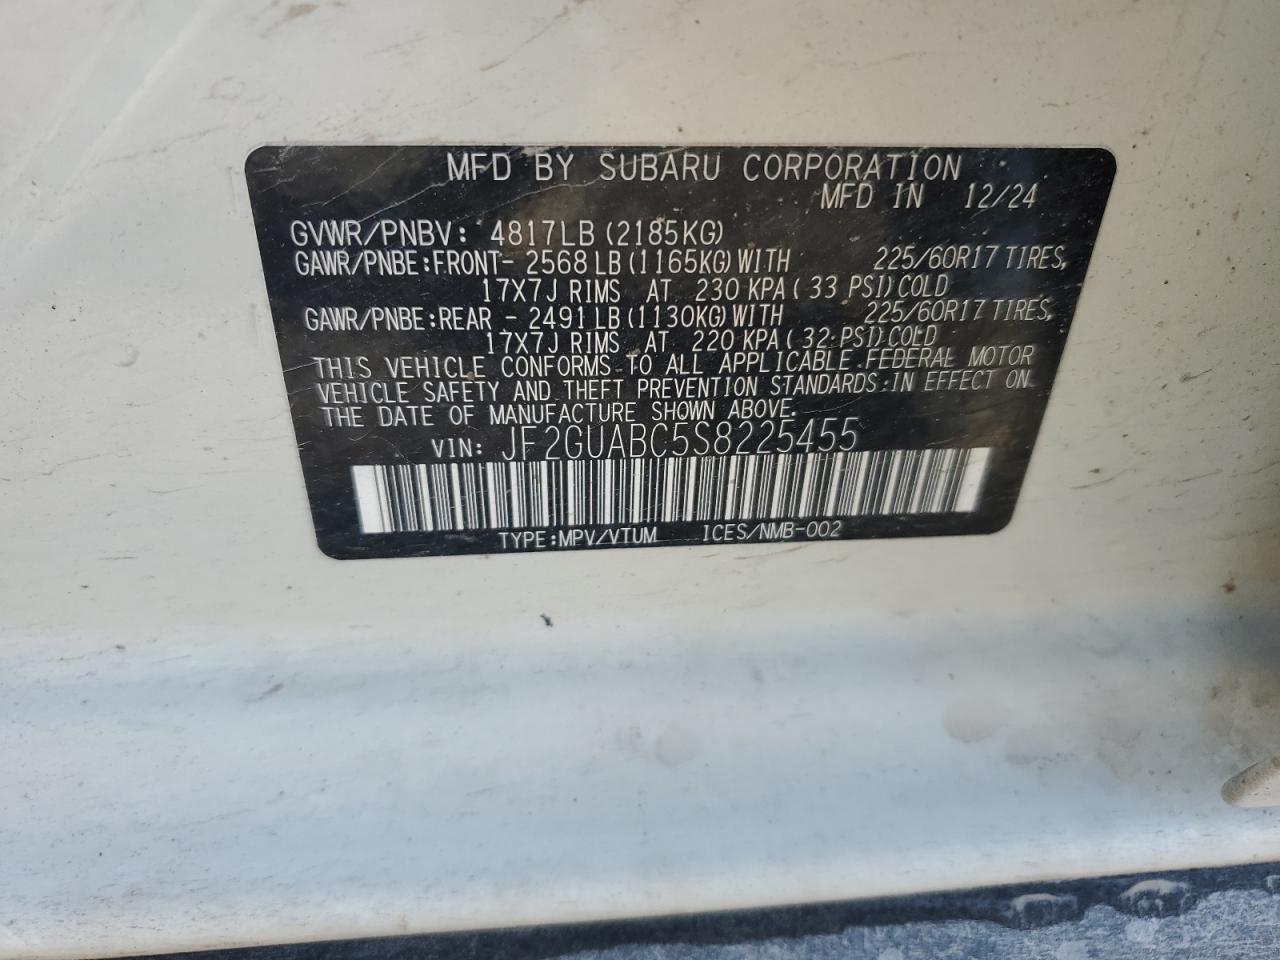 MFD BY SUBARU CORPORATION
MFD IN 12/24
GVWR/PNBV: 4817LB (2185KG)
GAWR/PNBE:FRONT- 2568 LB (1165KG) WITH 225/60R17 TIRES,
17X7J RIMS AT 230 KPA ( 33 PSI) COLD
GAWR/PNBE:REAR - 2491 LB (1130KG) WITH 225/60R17 TIRES,
17X7J RIMS AT 220 KPA ( 32 PSI) COLD
THIS VEHICLE CONFORMS TO ALL APPLICABLE FEDERAL MOTOR
VEHICLE SAFETY AND THEFT PREVENTION STANDARDS IN EFFECT ON
THE DATE OF MANUFACTURE SHOWN ABOVE.
VIN: JF2GUABC5S8225455
TYPE:MPV/VTUM ICES/NMB-002